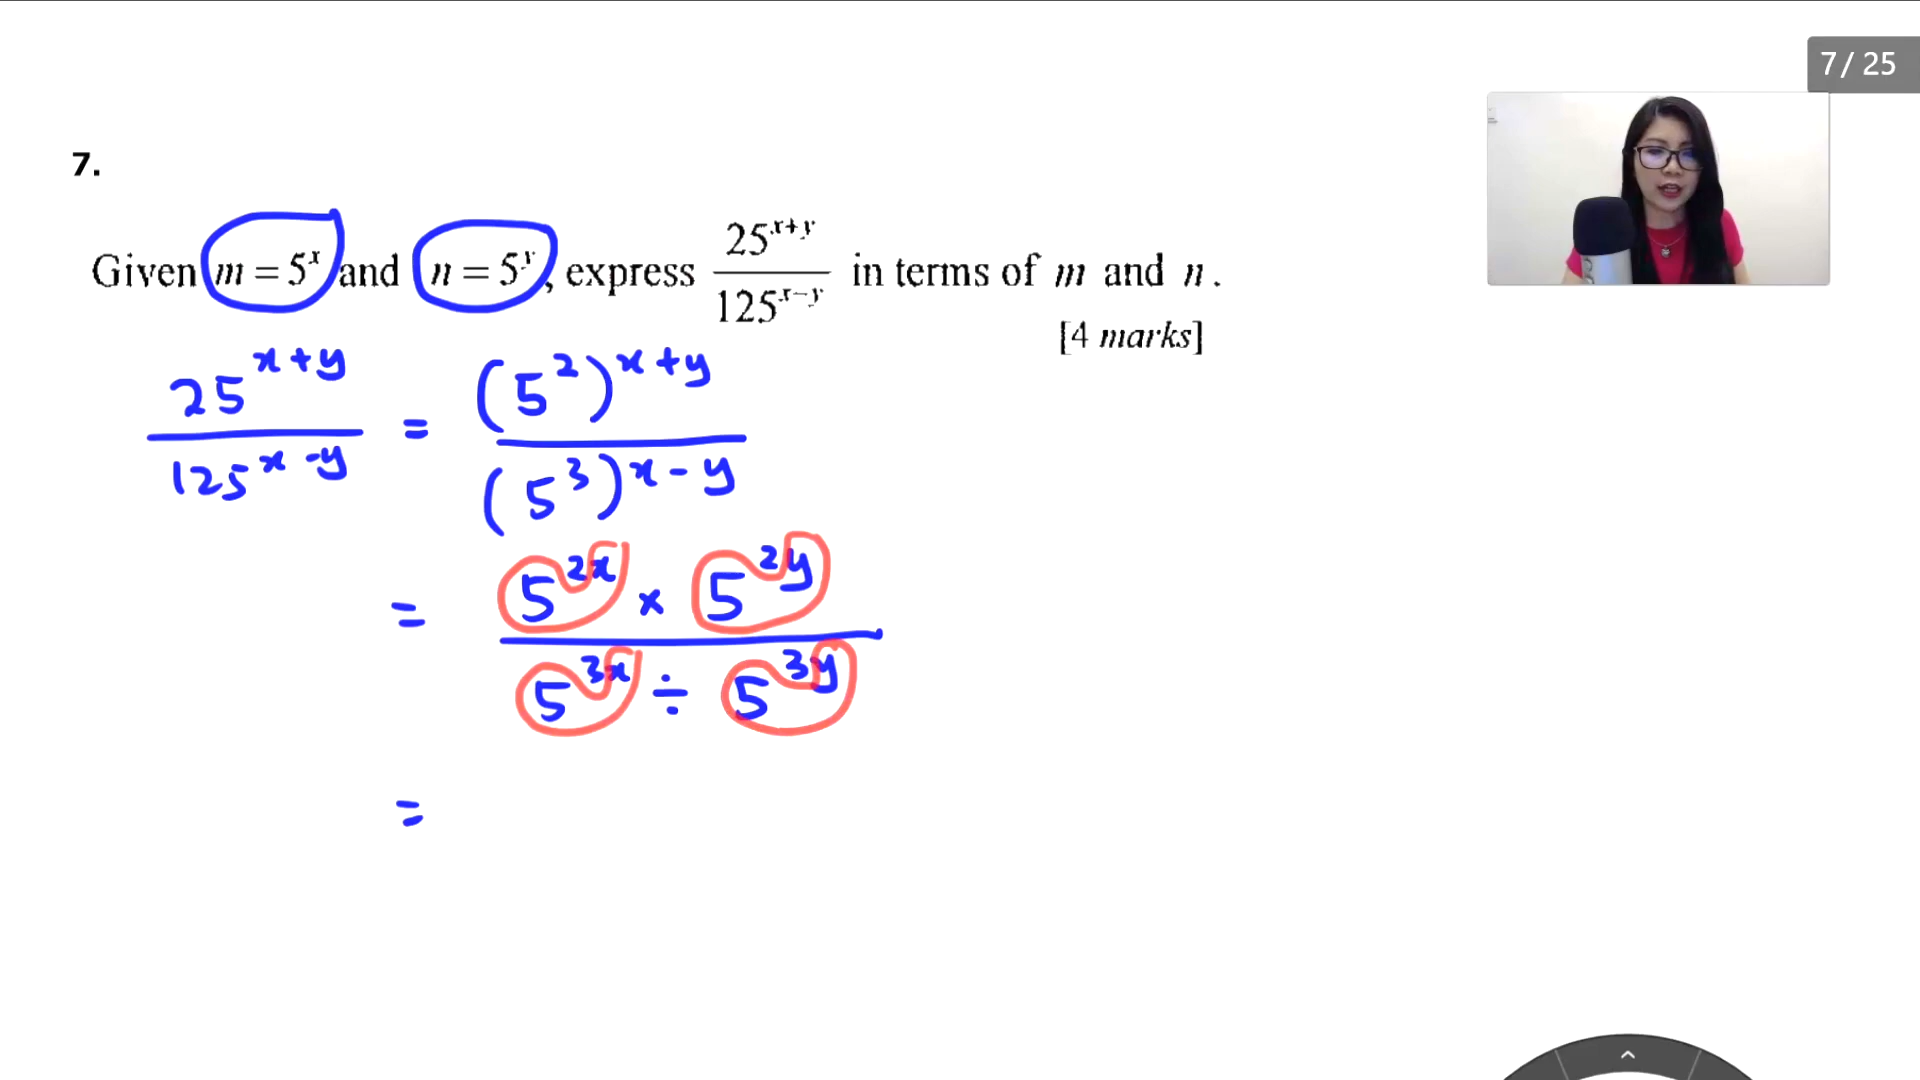 7/ 25
7.
Given m = 5^x and n = 5^y, express 25^(x+y) / 125^(x−y) in terms of m and n.
[4 marks]
25^(x+y) / 125^(x−y) = (5^2)^(x+y) / (5^3)^(x−y)
= 5^(2x) × 5^(2y) / 5^(3x) ÷ 5^(3y)
=